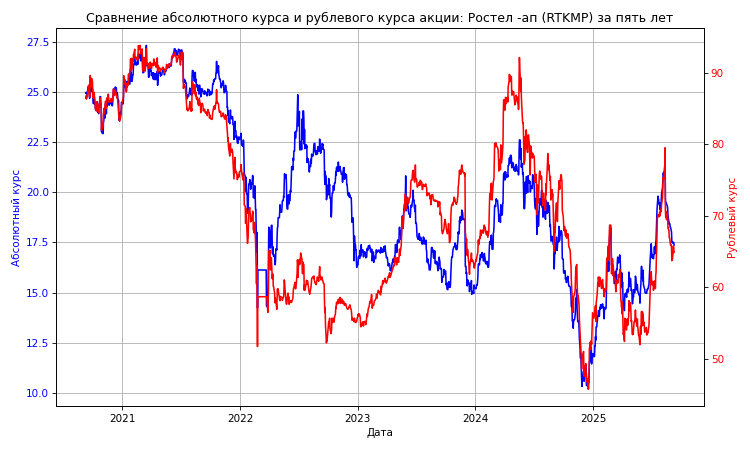 Сравнение абсолютного курса и рублевого курса акции: Ростел -ап (RTKMP) за пять лет
27.5
25.0
22.5
20.0
17.5
15.0
12.5
10.0
Абсолютный курс
90
80
70
60
50
Рублевый курс
2021 2022 2023 2024 2025
Дата